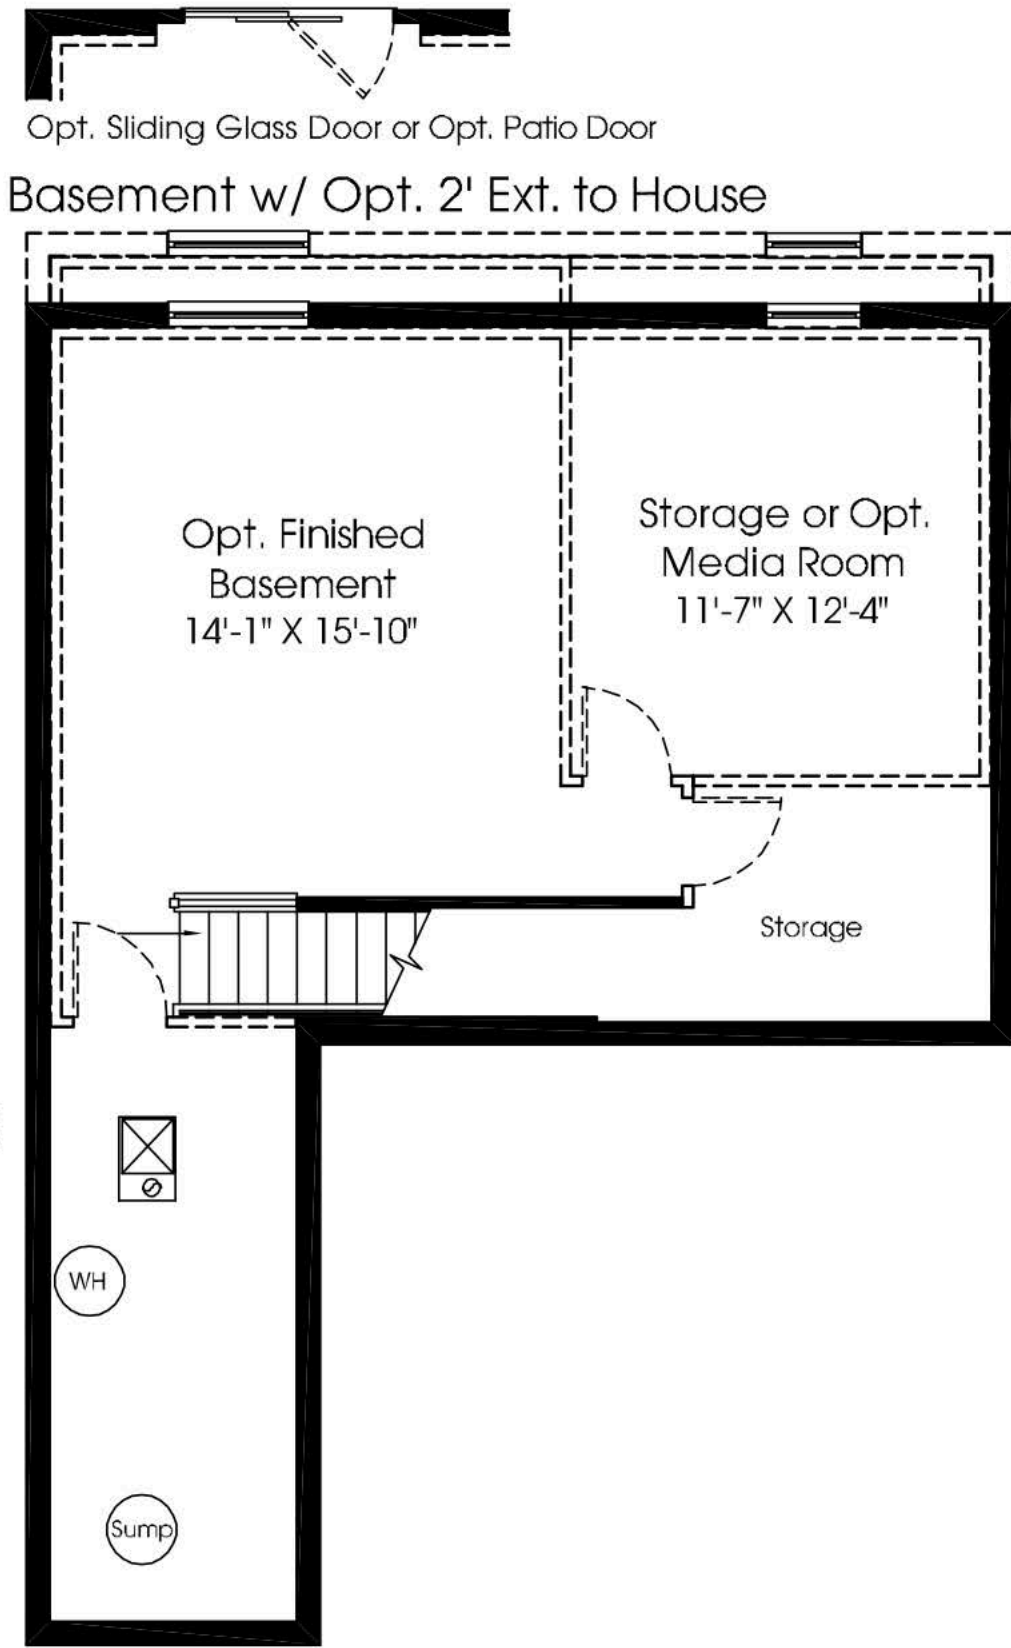 Opt. Sliding Glass Door or Opt. Patio Door
Basement w/ Opt. 2' Ext. to House
Opt. Finished
Basement
14'-1" X 15'-10"
Storage or Opt.
Media Room
11'-7" X 12'-4"
Storage
WH
Sump